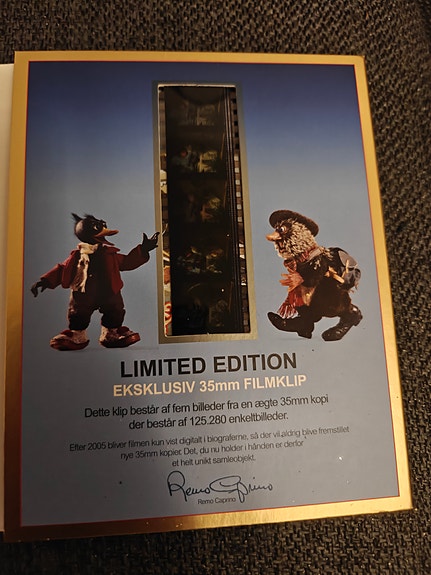 LIMITED EDITION
EKSKLUSIV 35mm FILMKLIP
Dette klip består af fem billeder fra en ægte 35mm kopi
der består af 125.280 enkeltbilleder.
Efter 2005 bliver filmen kun vist digitalt i biograferne, så der vil aldrig blive fremstillet
nye 35mm kopier. Det, du nu holder i hånden er derfor
et helt unikt samleobjekt.
Remo Caprino
Remo Caprino